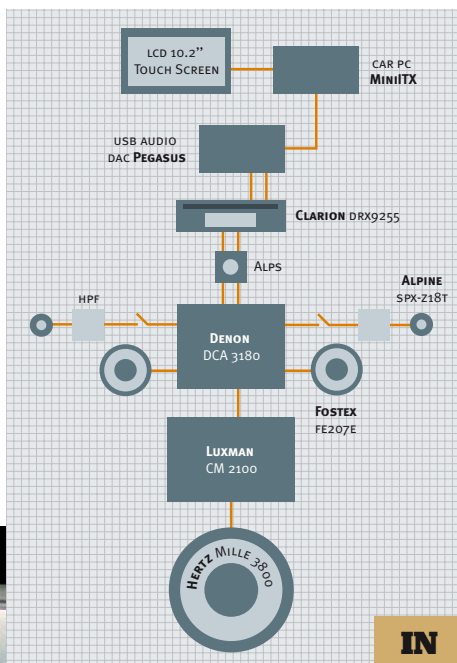 LCD 10.2”
Touch Screen
Car PC
MiniITX
USB Audio
DAC Pegasus
Clarion DRX9255
Alps
Alpine
SPX-Z18T
HPF
Denon
DCA 3180
Fostex
FE207E
Luxman
CM 2100
Hertz Mille 3800
IN